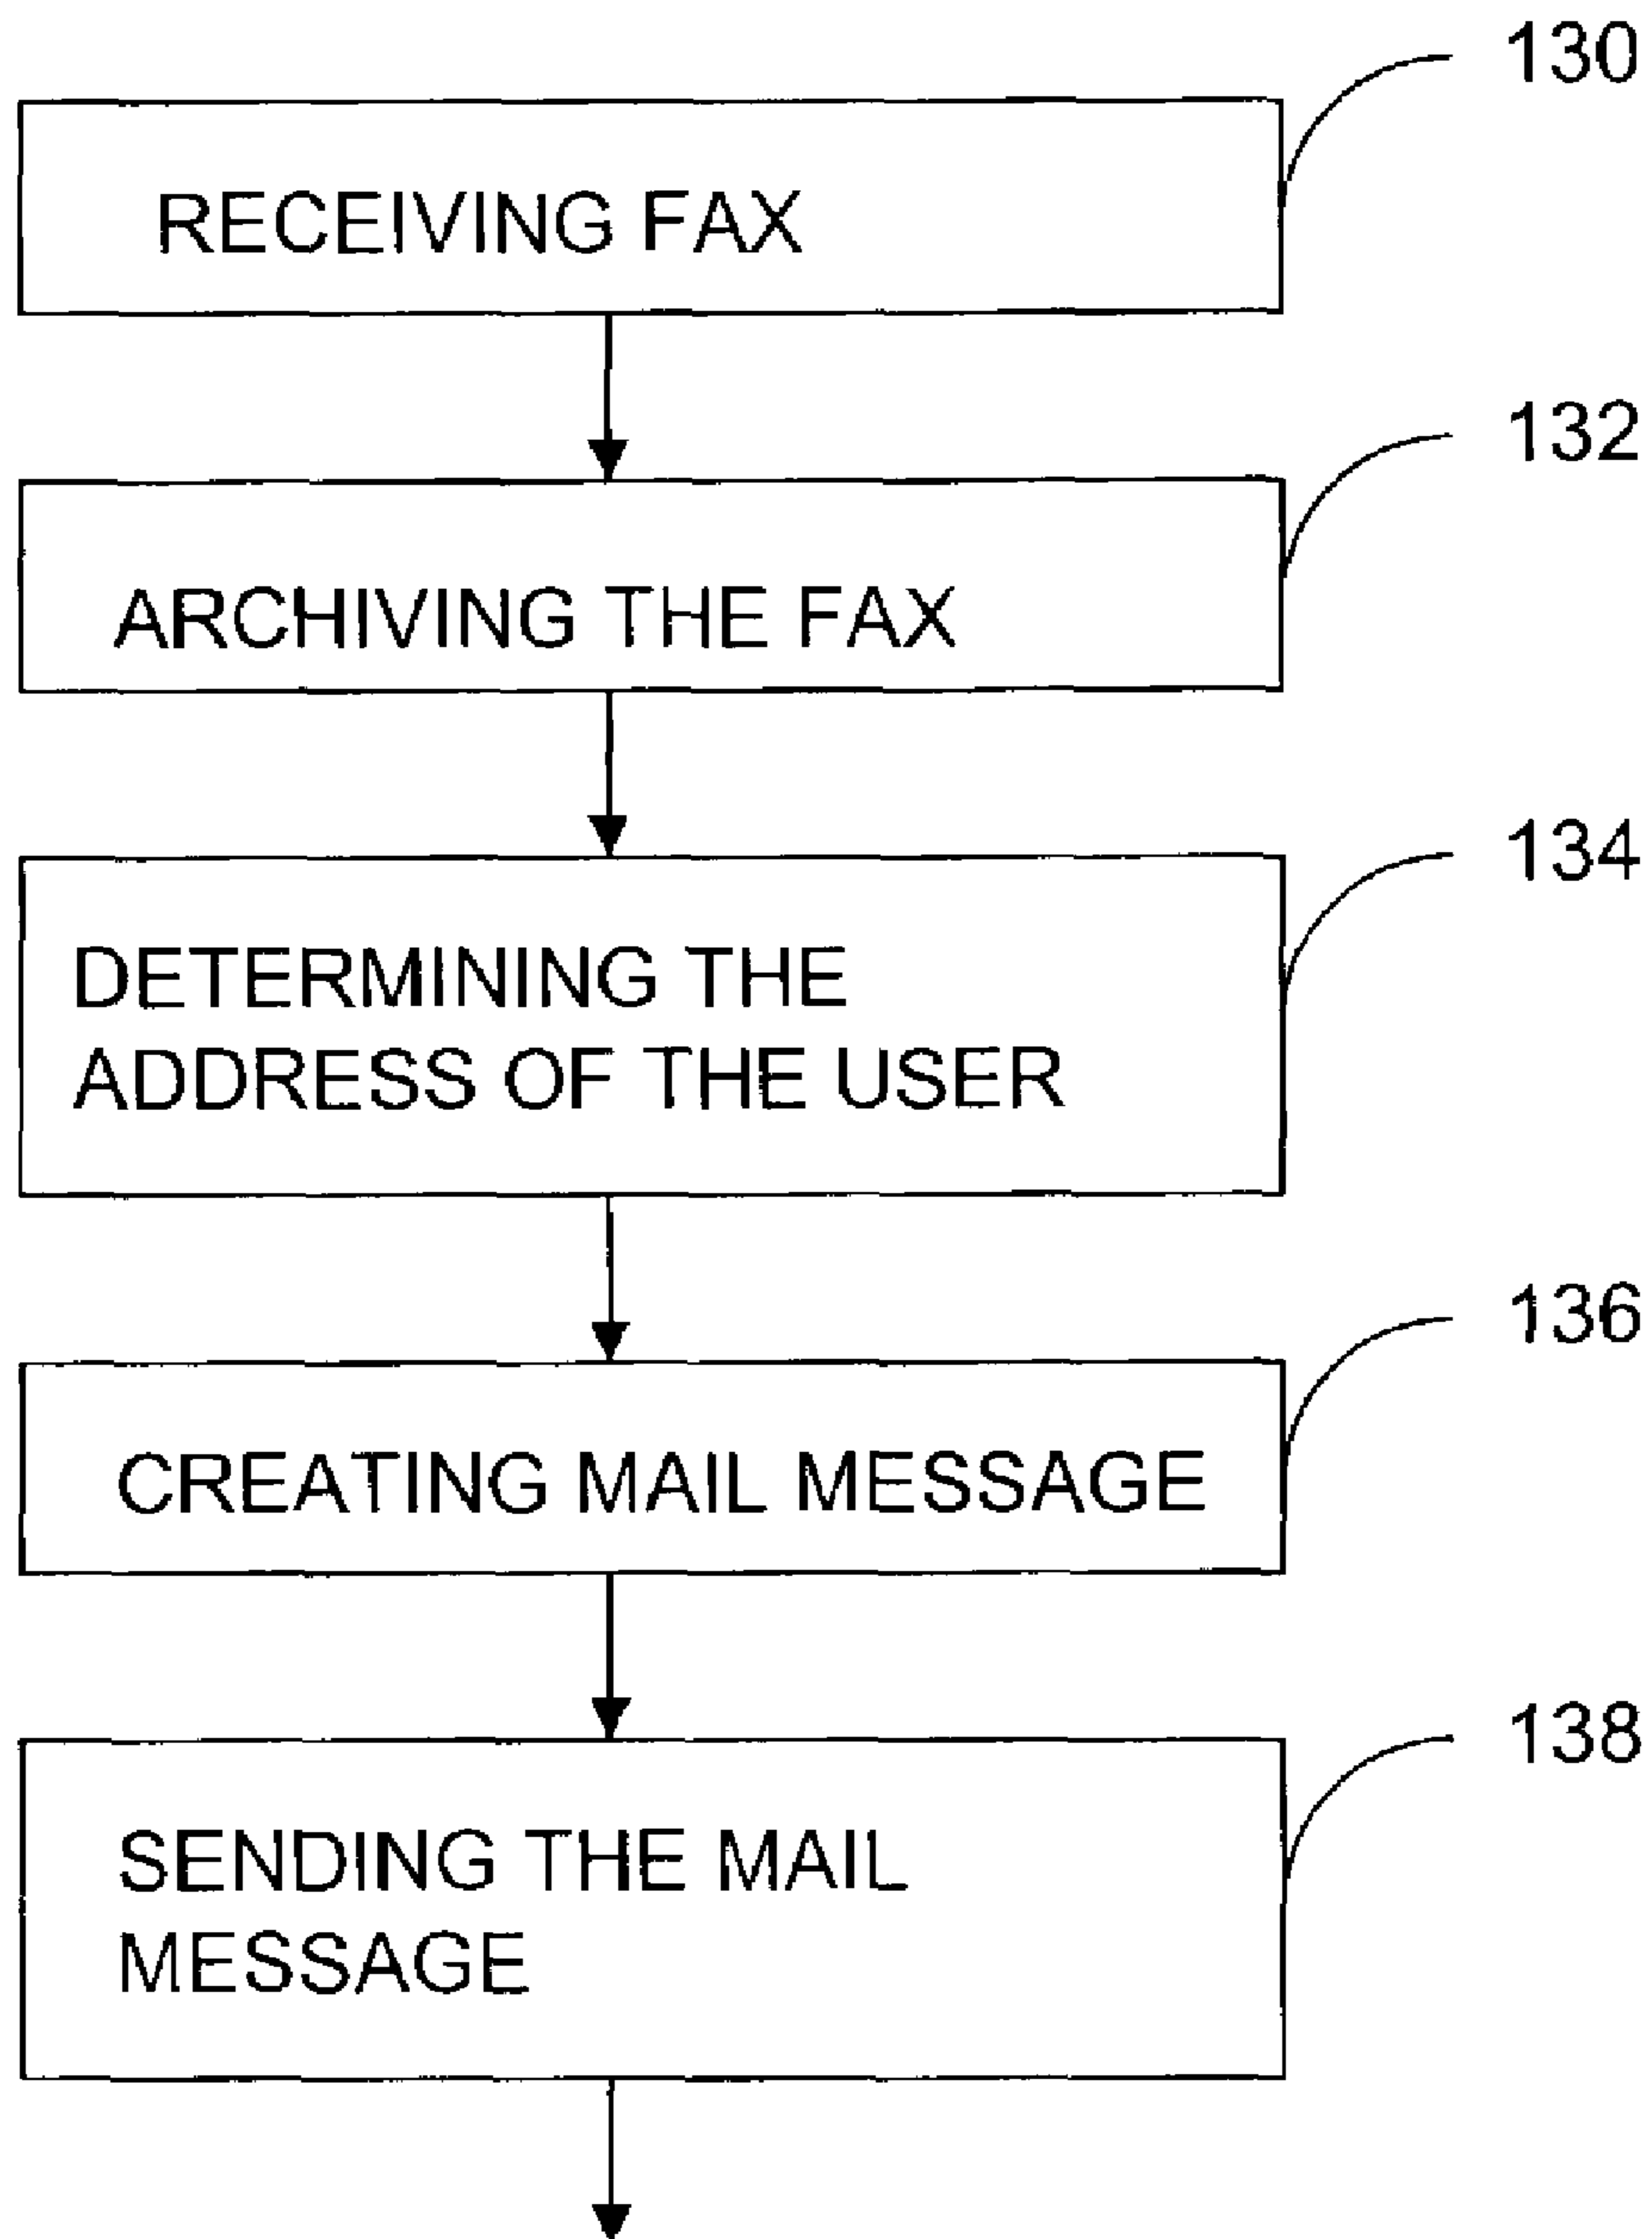 130
RECEIVING FAX
132
ARCHIVING THE FAX
134
DETERMINING THE
ADDRESS OF THE USER
136
CREATING MAIL MESSAGE
138
SENDING THE MAIL
MESSAGE